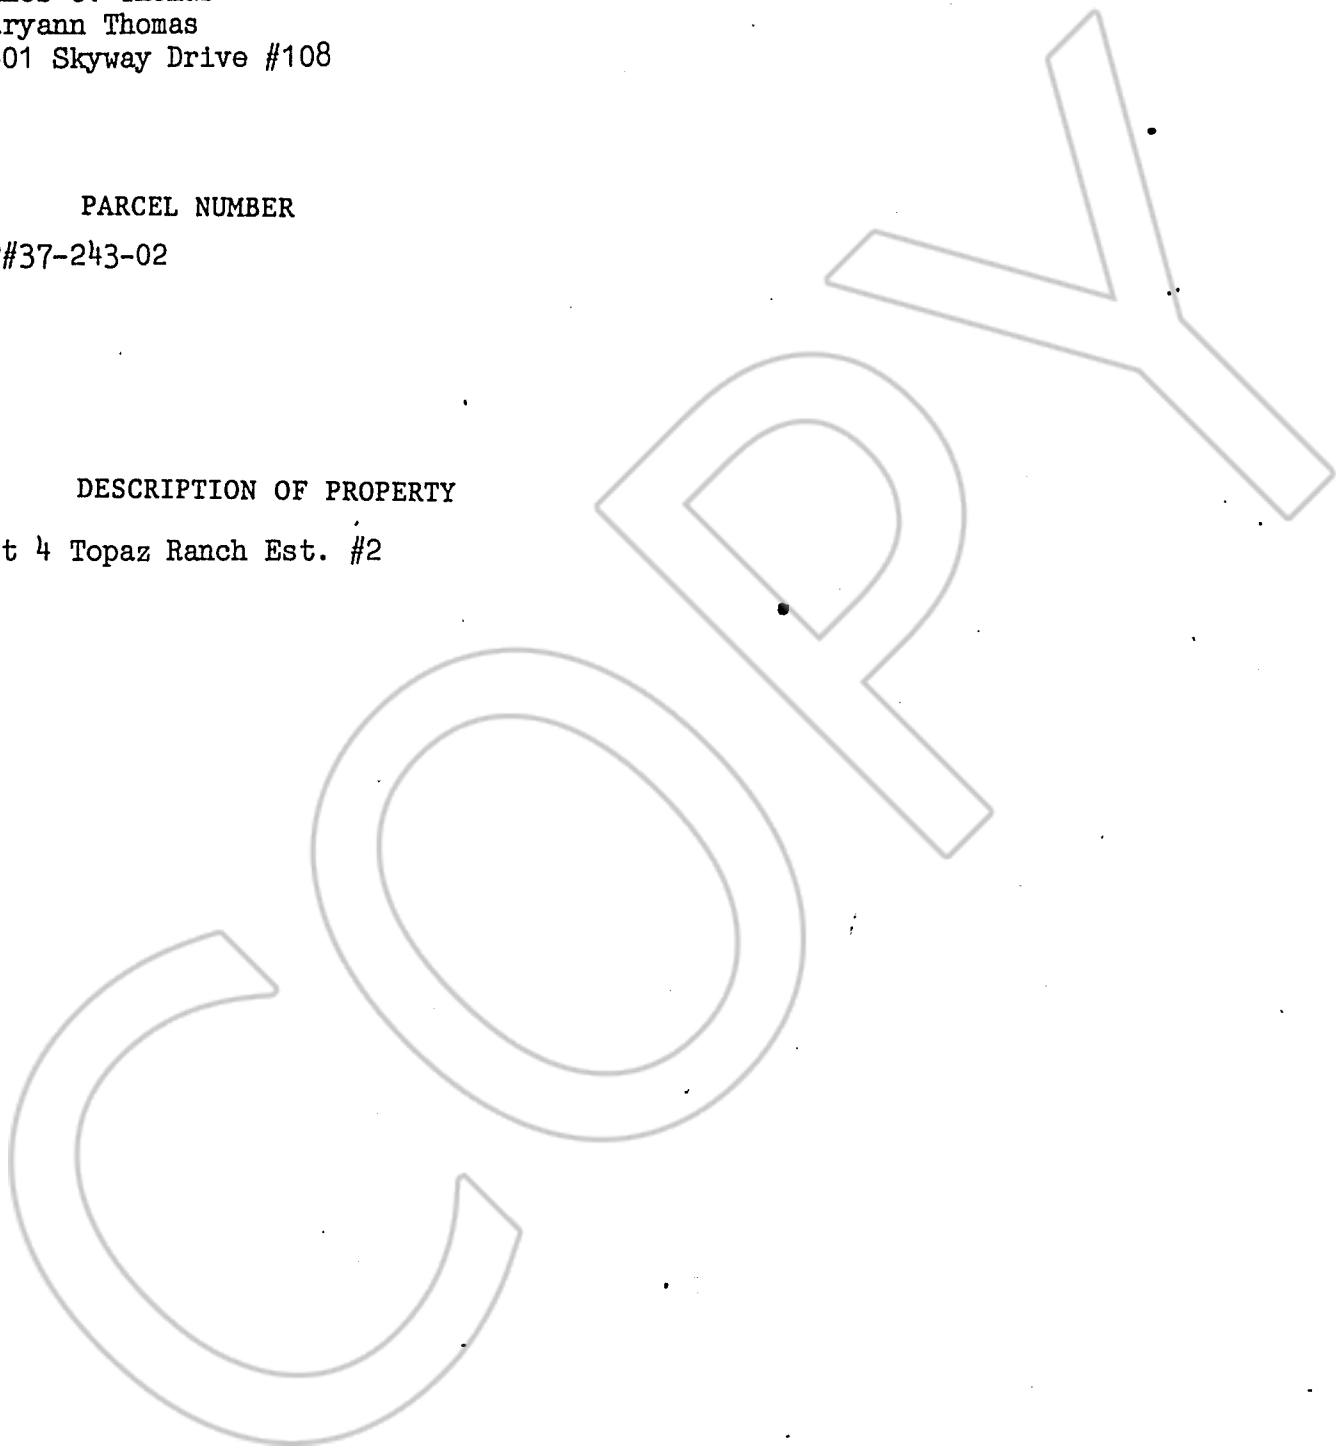 Thomas
ryann Thomas
01 Skyway Drive #108
PARCEL NUMBER
#37-243-02
DESCRIPTION OF PROPERTY
t 4 Topaz Ranch Est. #2
COPY